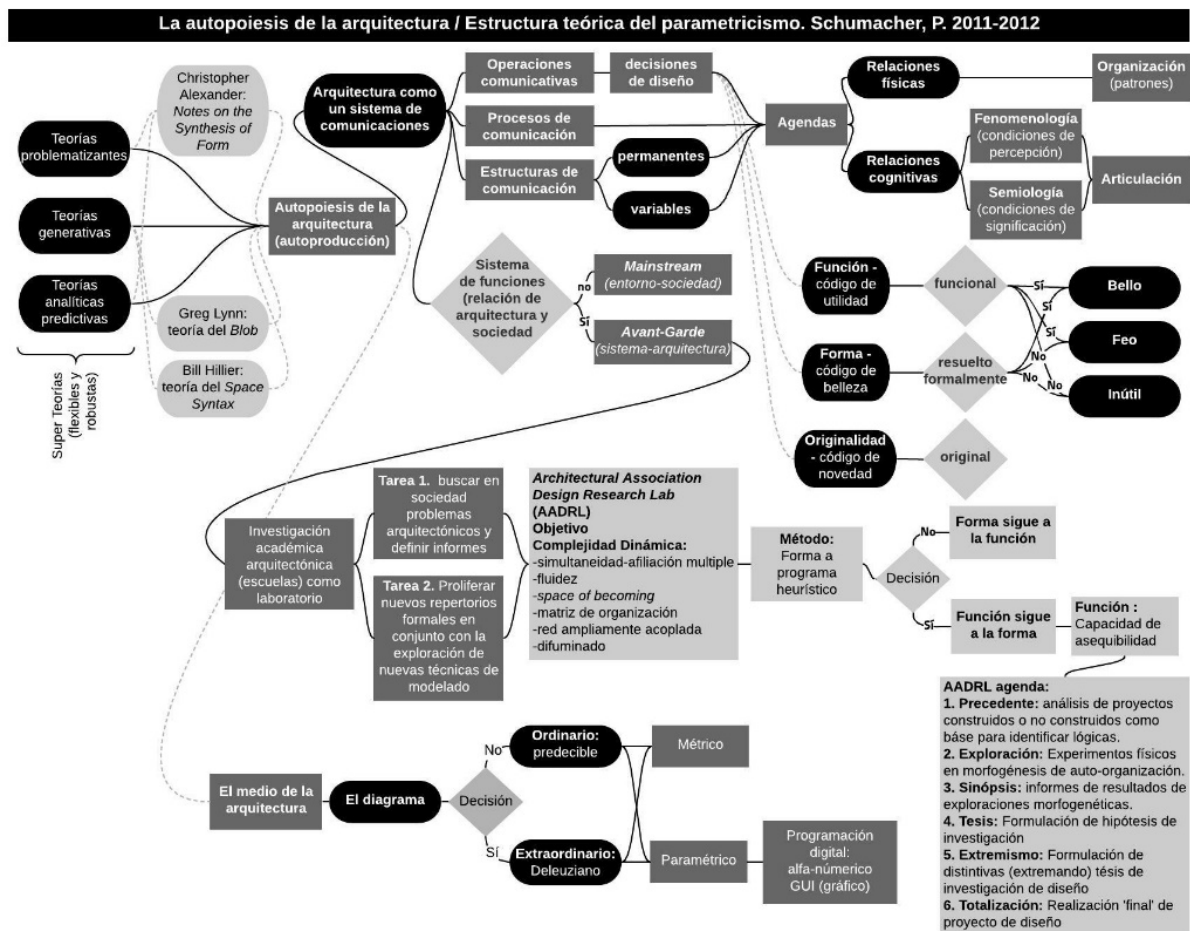 La autopoiesis de la arquitectura / Estructura teórica del parametricismo. Schumacher, P. 2011-2012
Christopher
Alexander:
Notes on the
Synthesis of
Form
Teorías
problematizantes
Teorías
generativas
Teorías
analíticas
predictivas
Super Teorías
(flexibles y
robustas)
Greg Lynn:
teoría del Blob
Bill Hillier:
teoría del Space
Syntax
Autopoiesis de la
arquitectura
(autoproducción)
Arquitectura como
un sistema de
comunicaciones
Operaciones
comunicativas
decisiones
de diseño
Procesos de
comunicación
Estructuras de
comunicación
permanentes
variables
Agendas
Relaciones
físicas
Organización
(patrones)
Relaciones
cognitivas
Fenomenología
(condiciones de
percepción)
Semiología
(condiciones de
significación)
Articulación
Sistema
de funciones
(relación de
arquitectura y
sociedad
no
Sí
Mainstream
(entorno-sociedad)
Avant-Garde
(sistema-arquitectura)
Función -
código de
utilidad
funcional
Forma -
código de
belleza
resuelto
formalmente
Originalidad
- código de
novedad
original
Sí
Sí
Sí
No
No
No
Bello
Feo
Inútil
Investigación
académica
arquitectónica
(escuelas) como
laboratorio
Tarea 1. buscar en
sociedad
problemas
arquitectónicos y
definir informes
Tarea 2. Proliferar
nuevos repertorios
formales en
conjunto con la
exploración de
nuevas técnicas de
modelado
Architectural Association
Design Research Lab
(AADRL)
Objetivo
Complejidad Dinámica:
-simultaneidad-afiliación multiple
-fluidez
-space of becoming
-matriz de organización
-red ampliamente acoplada
-difuminado
Método:
Forma a
programa
heurístico
Decisión
No
Sí
Forma sigue a
la función
Función sigue
a la forma
Función :
Capacidad de
asequibilidad
AADRL agenda:
1. Precedente: análisis de proyectos
construidos o no construidos como
báse para identificar lógicas.
2. Exploración: Experimentos físicos
en morfogénesis de auto-organización.
3. Sinópsis: informes de resultados de
exploraciones morfogenéticas.
4. Tesis: Formulación de hipótesis de
investigación
5. Extremismo: Formulación de
distintivas (extremando) tésis de
investigación de diseño
6. Totalización: Realización 'final' de
proyecto de diseño
El medio de la
arquitectura
El diagrama
Decisión
No
Sí
Ordinario:
predecible
Extraordinario:
Deleuziano
Métrico
Paramétrico
Programación
digital:
alfa-númerico
GUI (gráfico)